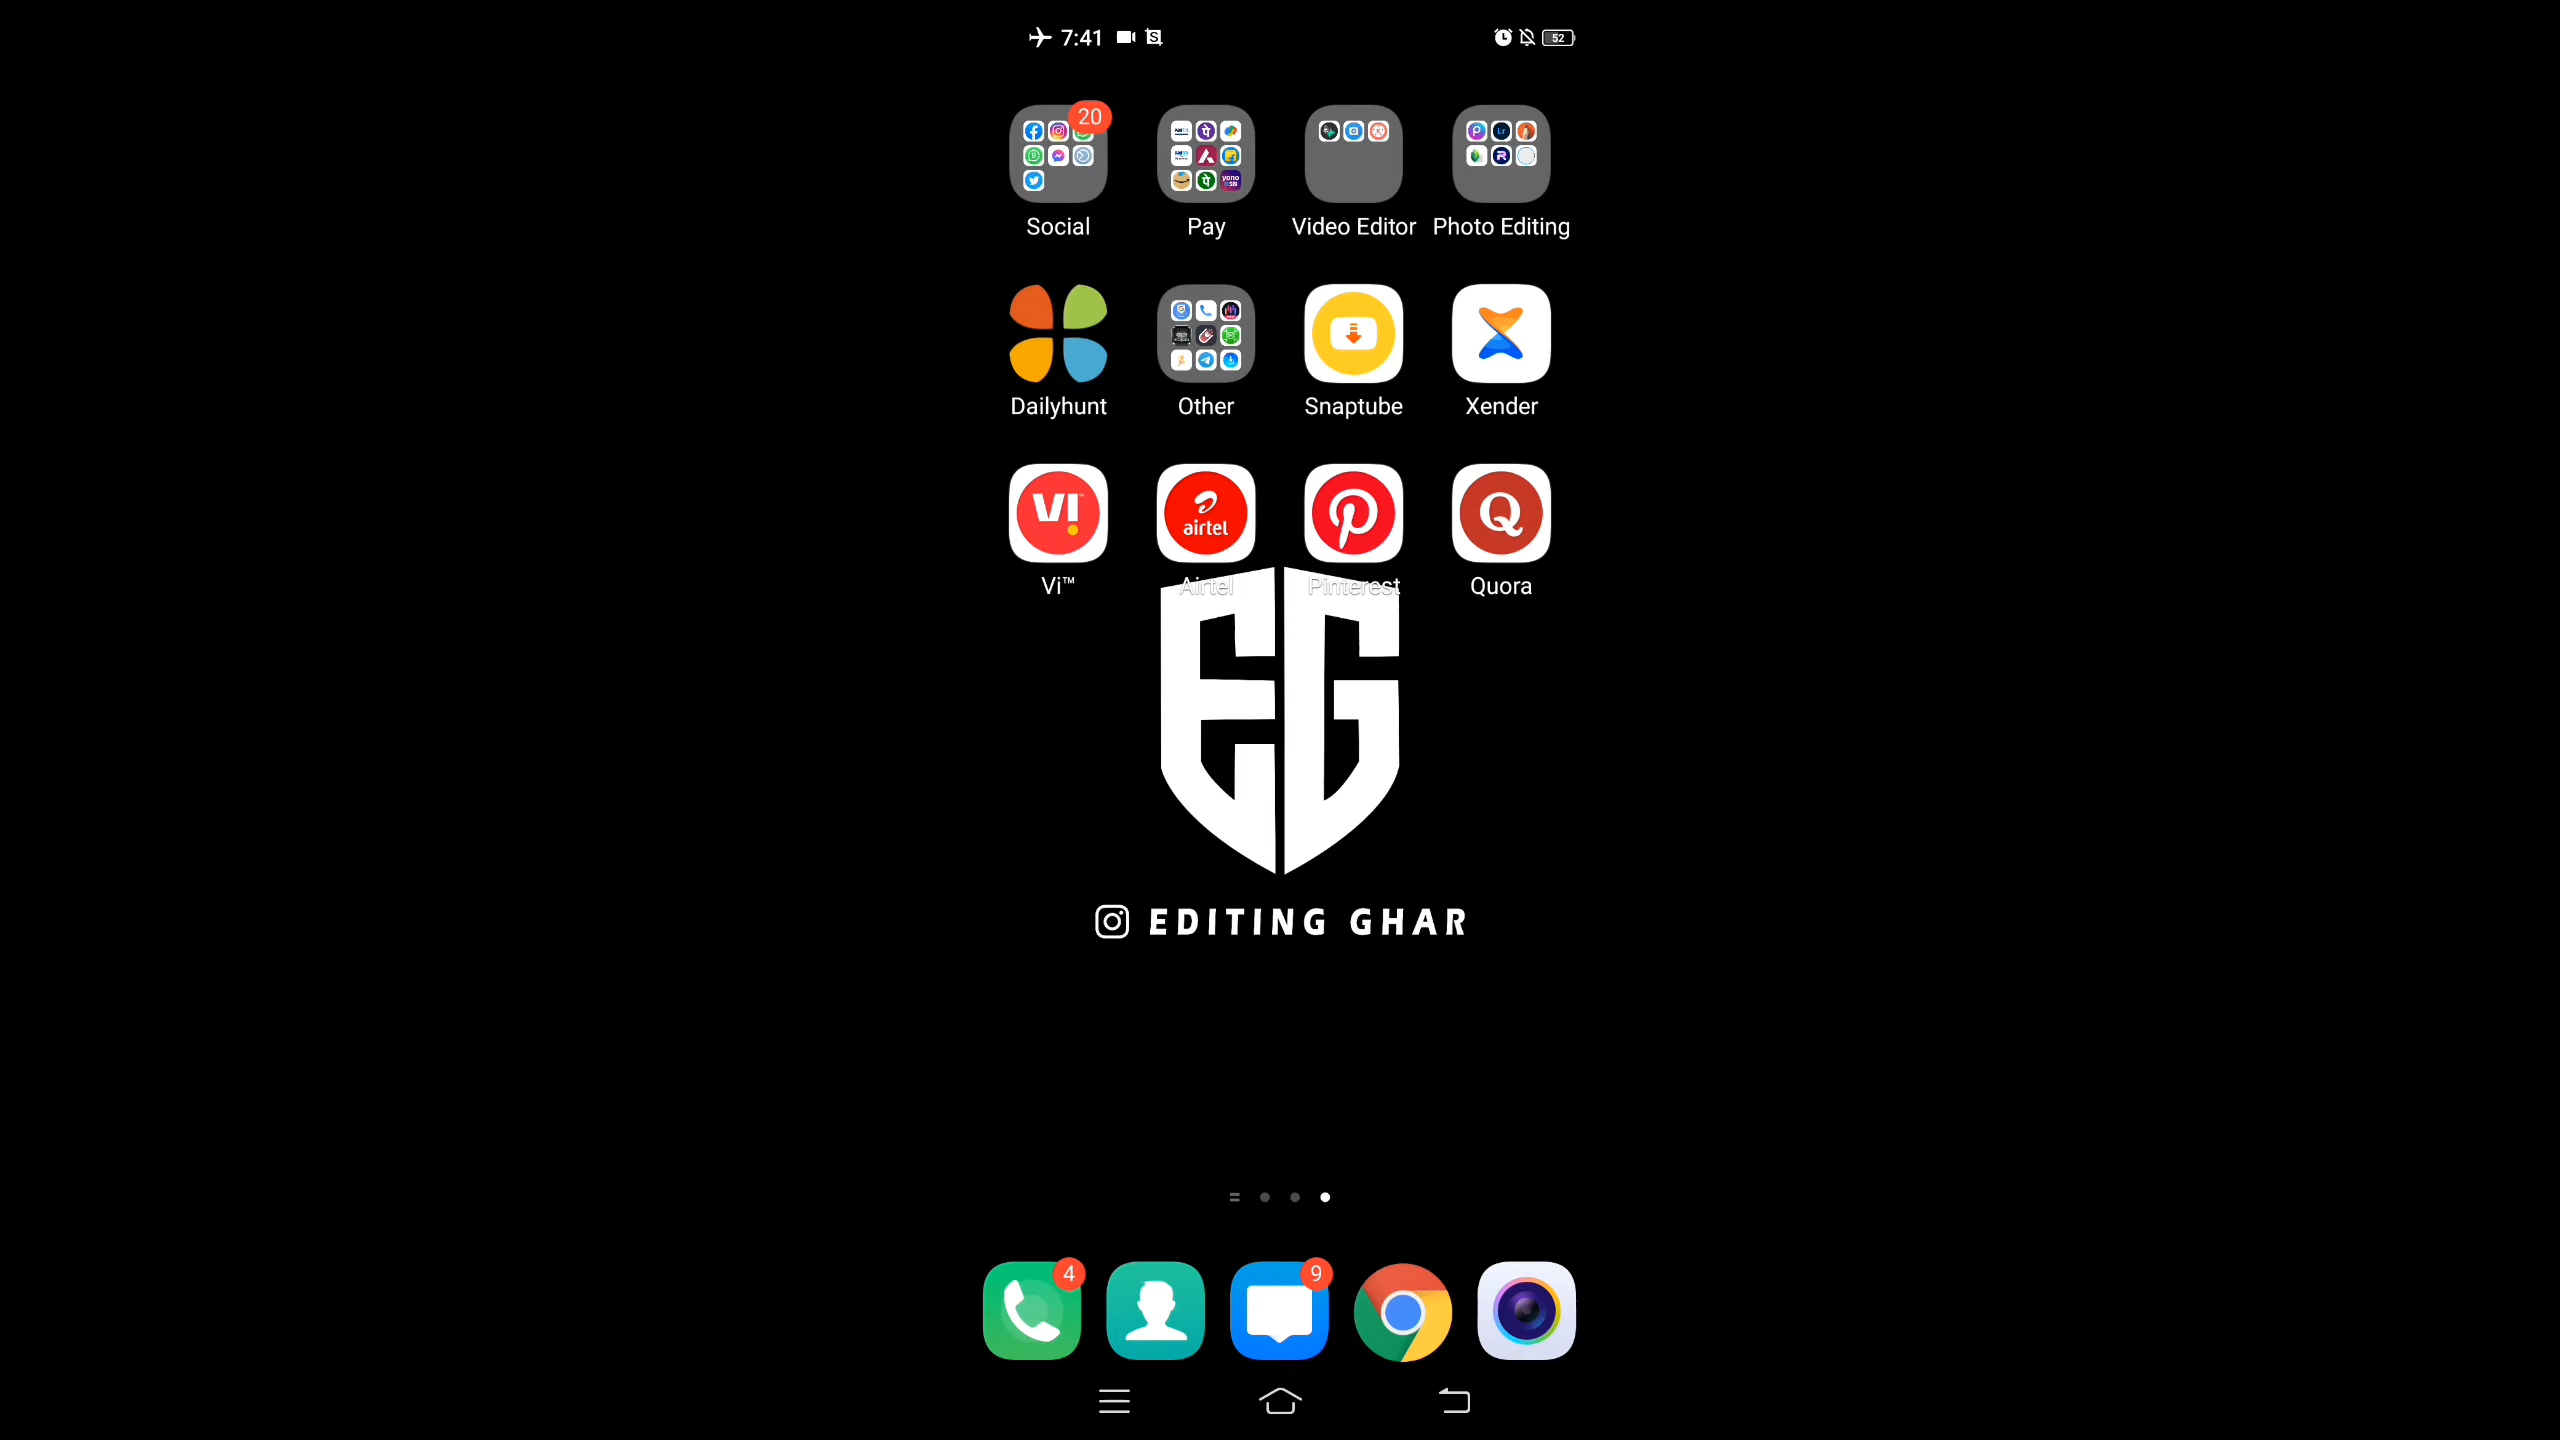 7:41 52
20
Social Pay Video Editor Photo Editing
Dailyhunt Other Snaptube Xender
VI airtel
Vi™ Airtel Pinterest Quora
EG
EDITING GHAR
4 9